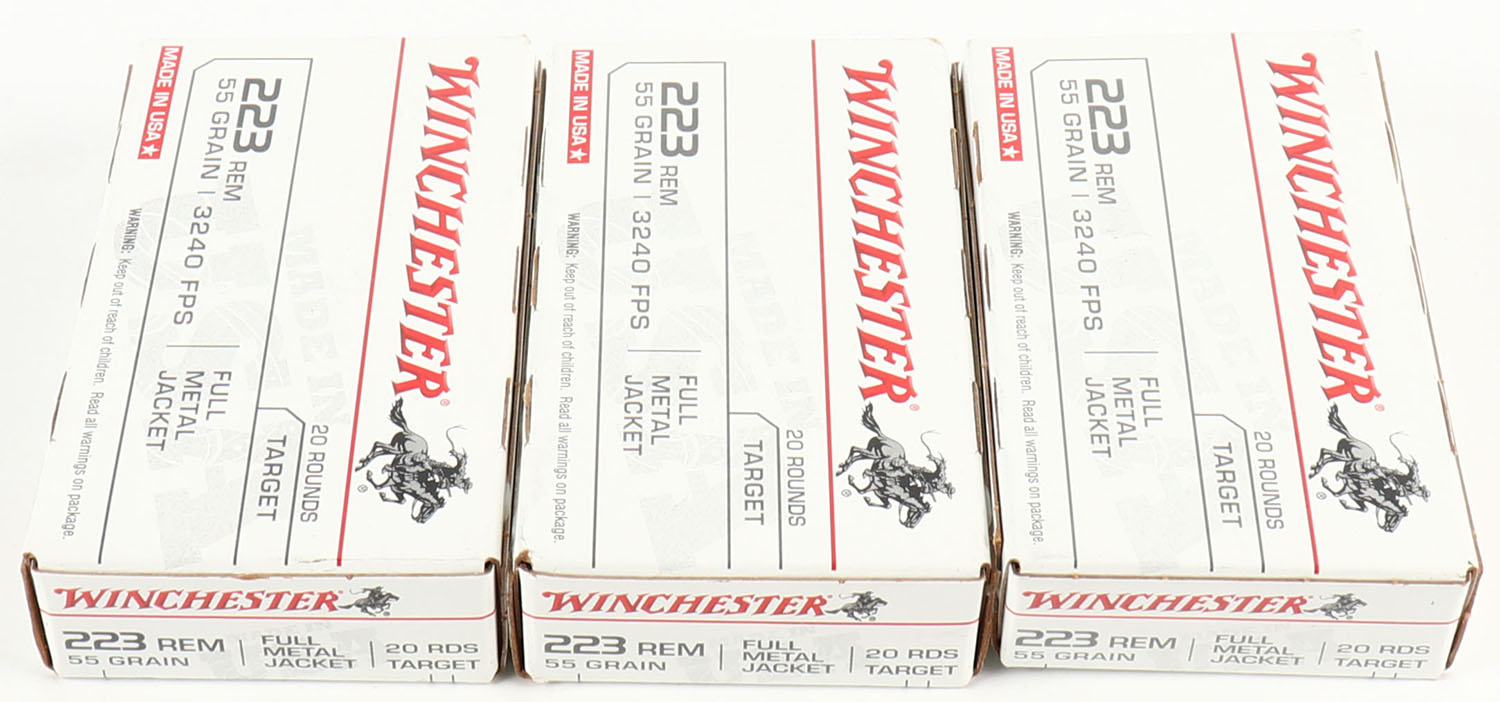 WINCHESTER®
®
20 ROUNDS
TARGET
223 REM
55 GRAIN | 3240 FPS
FULL
METAL
JACKET
MADE IN USA★
WARNING: Keep out of reach of children. Read all warnings on package.
WINCHESTER®
223 REM
55 GRAIN
FULL
METAL
JACKET
20 RDS
TARGET
WINCHESTER®
®
20 ROUNDS
TARGET
223 REM
55 GRAIN | 3240 FPS
FULL
METAL
JACKET
MADE IN USA★
WARNING: Keep out of reach of children. Read all warnings on package.
WINCHESTER®
223 REM
55 GRAIN
FULL
METAL
JACKET
20 RDS
TARGET
WINCHESTER®
®
20 ROUNDS
TARGET
223 REM
55 GRAIN | 3240 FPS
FULL
METAL
JACKET
MADE IN USA★
WARNING: Keep out of reach of children. Read all warnings on package.
WINCHESTER®
223 REM
55 GRAIN
FULL
METAL
JACKET
20 RDS
TARGET